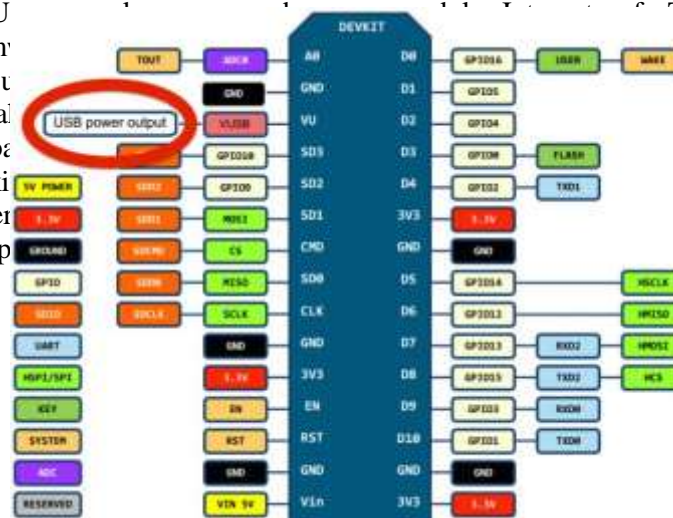 DEVKIT
TOUT ADC0 A0 D0 GPIO16 USER WAKE
GND GND D1 GPIO5
USB power output VUSB VU D2 GPIO4
GPIO10 SD3 D3 GPIO0 FLASH
5V POWER SDD2 GPIO9 SD2 D4 GPIO2 TXD1
3.3V SDD1 MOSI SD1 3V3 3.3V
GROUND SDCMD CS CMD GND GND
GPIO SDD0 MISO SD0 D5 GPIO14 HSCLK
SDIO SDCLK SCLK CLK D6 GPIO12 HMISO
UART GND GND D7 GPIO13 RXD2 HMOSI
HSPI/SPI 3.3V 3V3 D8 GPIO15 TXD2 HCS
KEY EN EN D9 GPIO3 RXD0
SYSTEM RST RST D10 GPIO1 TXD0
ADC GND GND GND GND
RESERVED VIN 5V Vin 3V3 3.3V